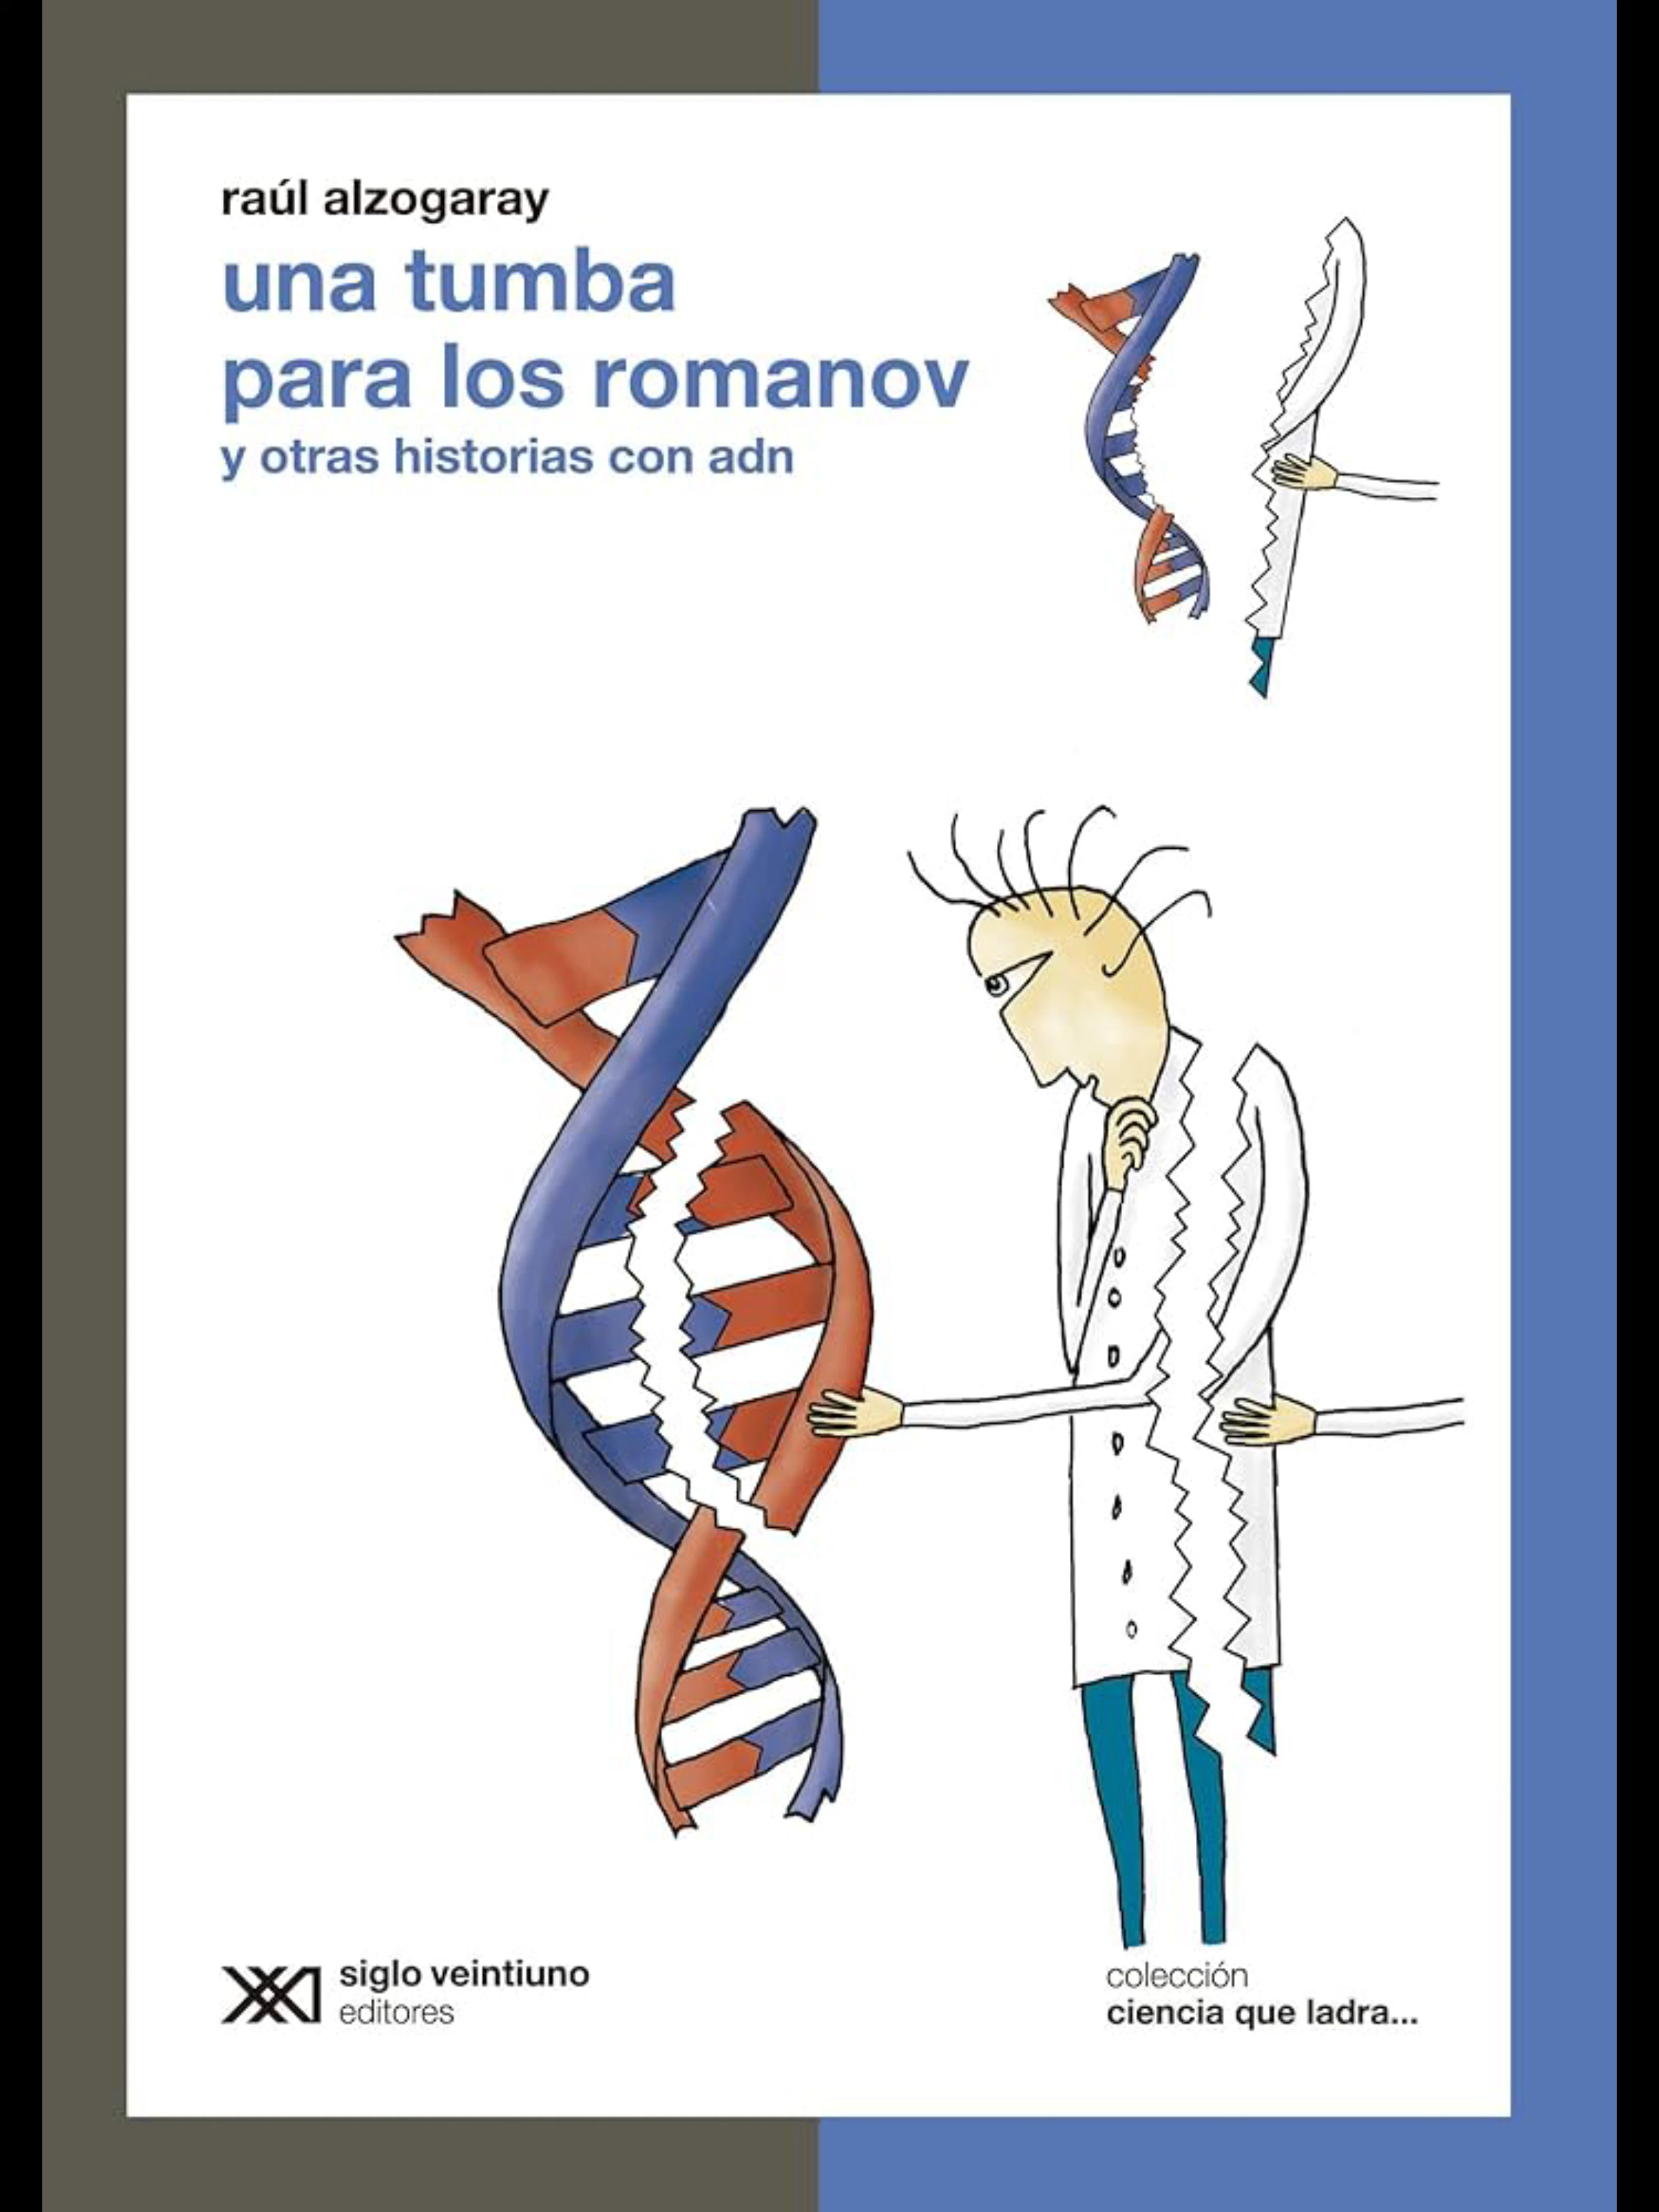 raúl alzogaray
una tumba
para los romanov
y otras historias con adn
siglo veintiuno
editores
colección
ciencia que ladra...